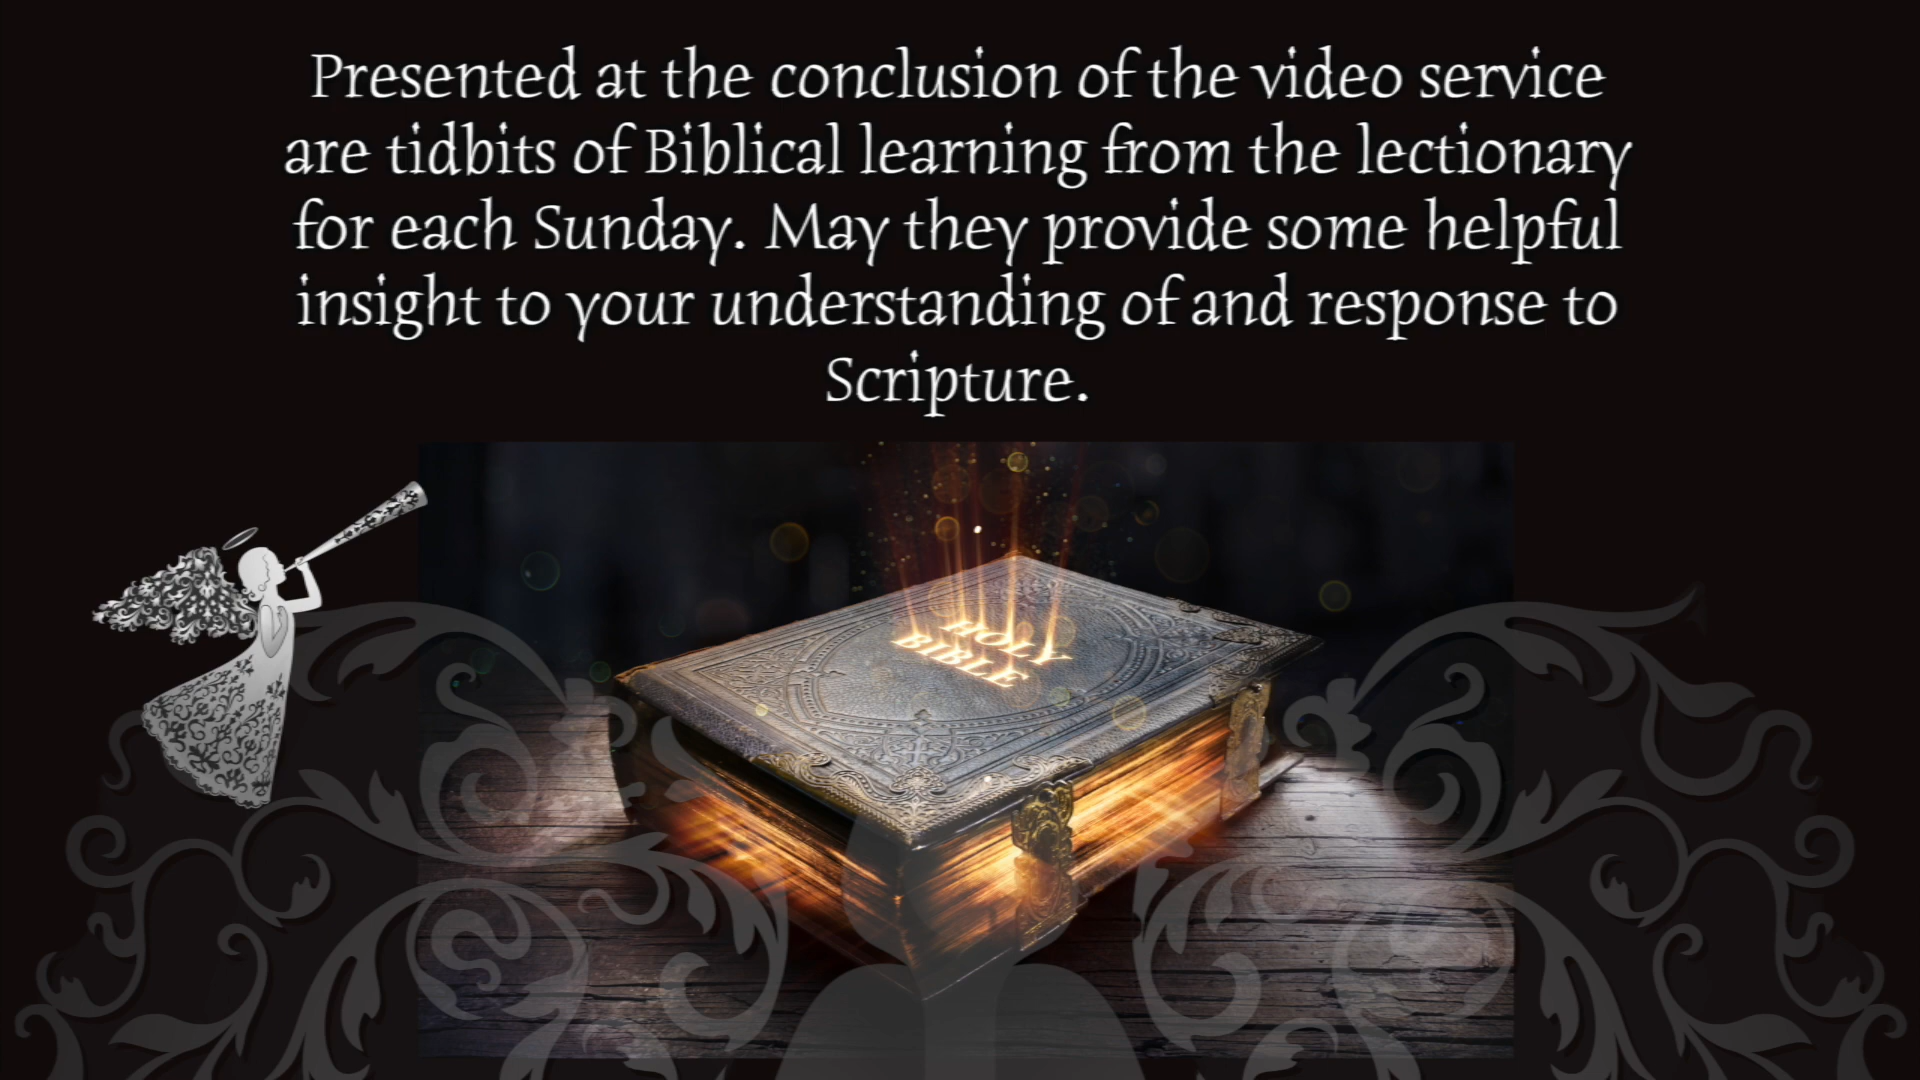 Presented at the conclusion of the video service
are tidbits of Biblical learning from the lectionary
for each Sunday. May they provide some helpful
insight to your understanding of and response to
Scripture.
HOLY
BIBLE